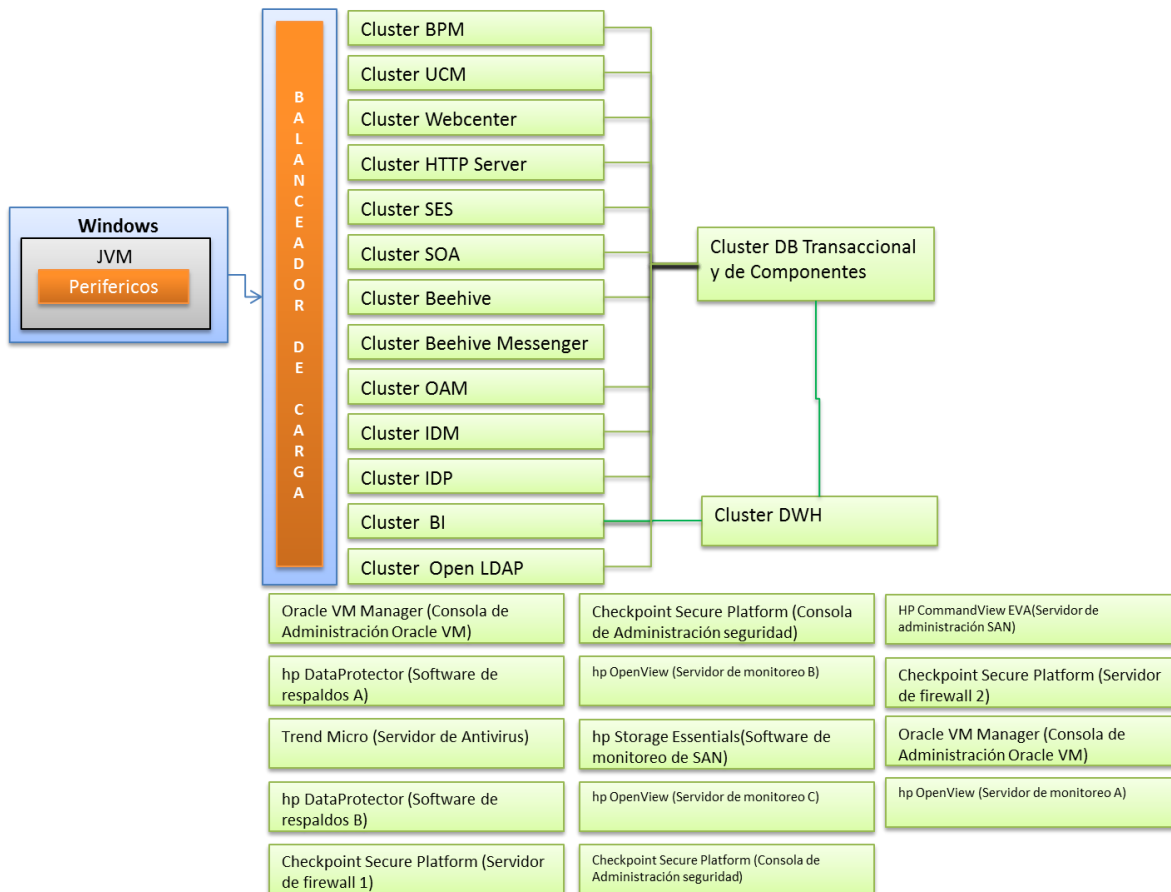 Windows
JVM
Perifericos
BALANCEADOR DE CARGA
Cluster BPM
Cluster UCM
Cluster Webcenter
Cluster HTTP Server
Cluster SES
Cluster SOA
Cluster Beehive
Cluster Beehive Messenger
Cluster OAM
Cluster IDM
Cluster IDP
Cluster BI
Cluster Open LDAP
Cluster DB Transaccional
y de Componentes
Cluster DWH
Oracle VM Manager (Consola de
Administración Oracle VM)
Checkpoint Secure Platform (Consola
de Administración seguridad)
HP CommandView EVA(Servidor de
administración SAN)
hp DataProtector (Software de
respaldos A)
hp OpenView (Servidor de monitoreo B)
Checkpoint Secure Platform (Servidor
de firewall 2)
Trend Micro (Servidor de Antivirus)
hp Storage Essentials(Software de
monitoreo de SAN)
Oracle VM Manager (Consola de
Administración Oracle VM)
hp DataProtector (Software de
respaldos B)
hp OpenView (Servidor de monitoreo C)
hp OpenView (Servidor de monitoreo A)
Checkpoint Secure Platform (Servidor
de firewall 1)
Checkpoint Secure Platform (Consola de
Administración seguridad)